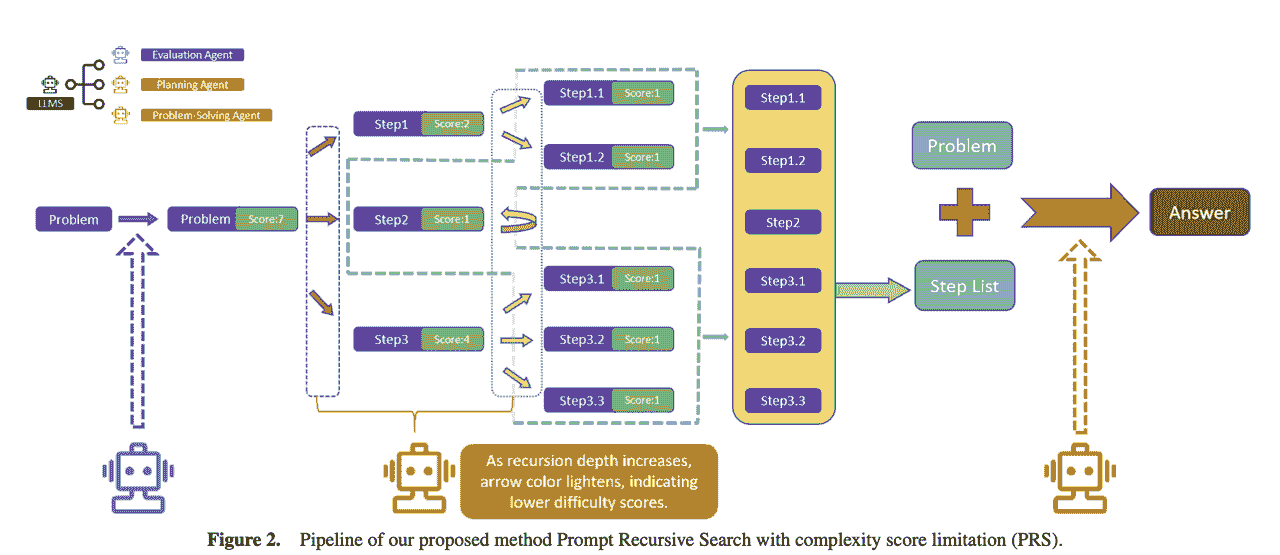 Evaluation Agent
Planning Agent
LLMS
Problem-Solving Agent
Problem
Problem Score:7
Step1 Score:2
Step2 Score:1
Step3 Score:4
Step1.1 Score:1
Step1.2 Score:1
Step3.1 Score:1
Step3.2 Score:1
Step3.3 Score:1
Step1.1
Step1.2
Step2
Step3.1
Step3.2
Step3.3
Problem
Step List
Answer
As recursion depth increases,
arrow color lightens, indicating
lower difficulty scores.
Figure 2. Pipeline of our proposed method Prompt Recursive Search with complexity score limitation (PRS).